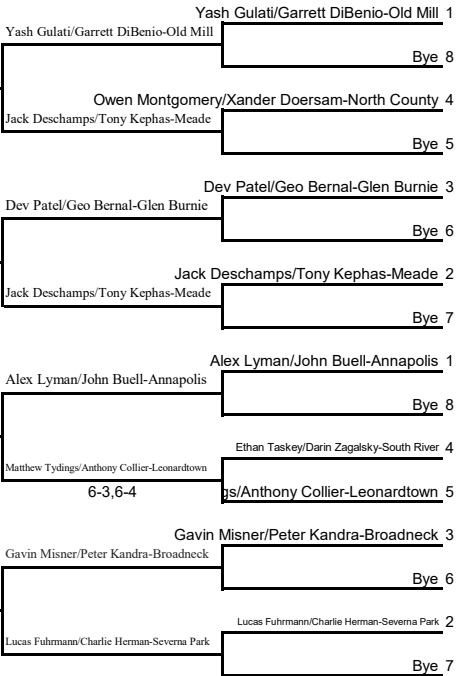 Yash Gulati/Garrett DiBenio-Old Mill 1
Yash Gulati/Garrett DiBenio-Old Mill
Bye 8
Owen Montgomery/Xander Doersam-North County 4
Jack Deschamps/Tony Kephas-Meade
Bye 5
Dev Patel/Geo Bernal-Glen Burnie 3
Dev Patel/Geo Bernal-Glen Burnie
Bye 6
Jack Deschamps/Tony Kephas-Meade 2
Jack Deschamps/Tony Kephas-Meade
Bye 7
Alex Lyman/John Buell-Annapolis 1
Alex Lyman/John Buell-Annapolis
Bye 8
Ethan Taskey/Darin Zagalsky-South River 4
Matthew Tydings/Anthony Collier-Leonardtown
6-3,6-4
gs/Anthony Collier-Leonardtown 5
Gavin Misner/Peter Kandra-Broadneck 3
Gavin Misner/Peter Kandra-Broadneck
Bye 6
Lucas Fuhrmann/Charlie Herman-Severna Park 2
Lucas Fuhrmann/Charlie Herman-Severna Park
Bye 7